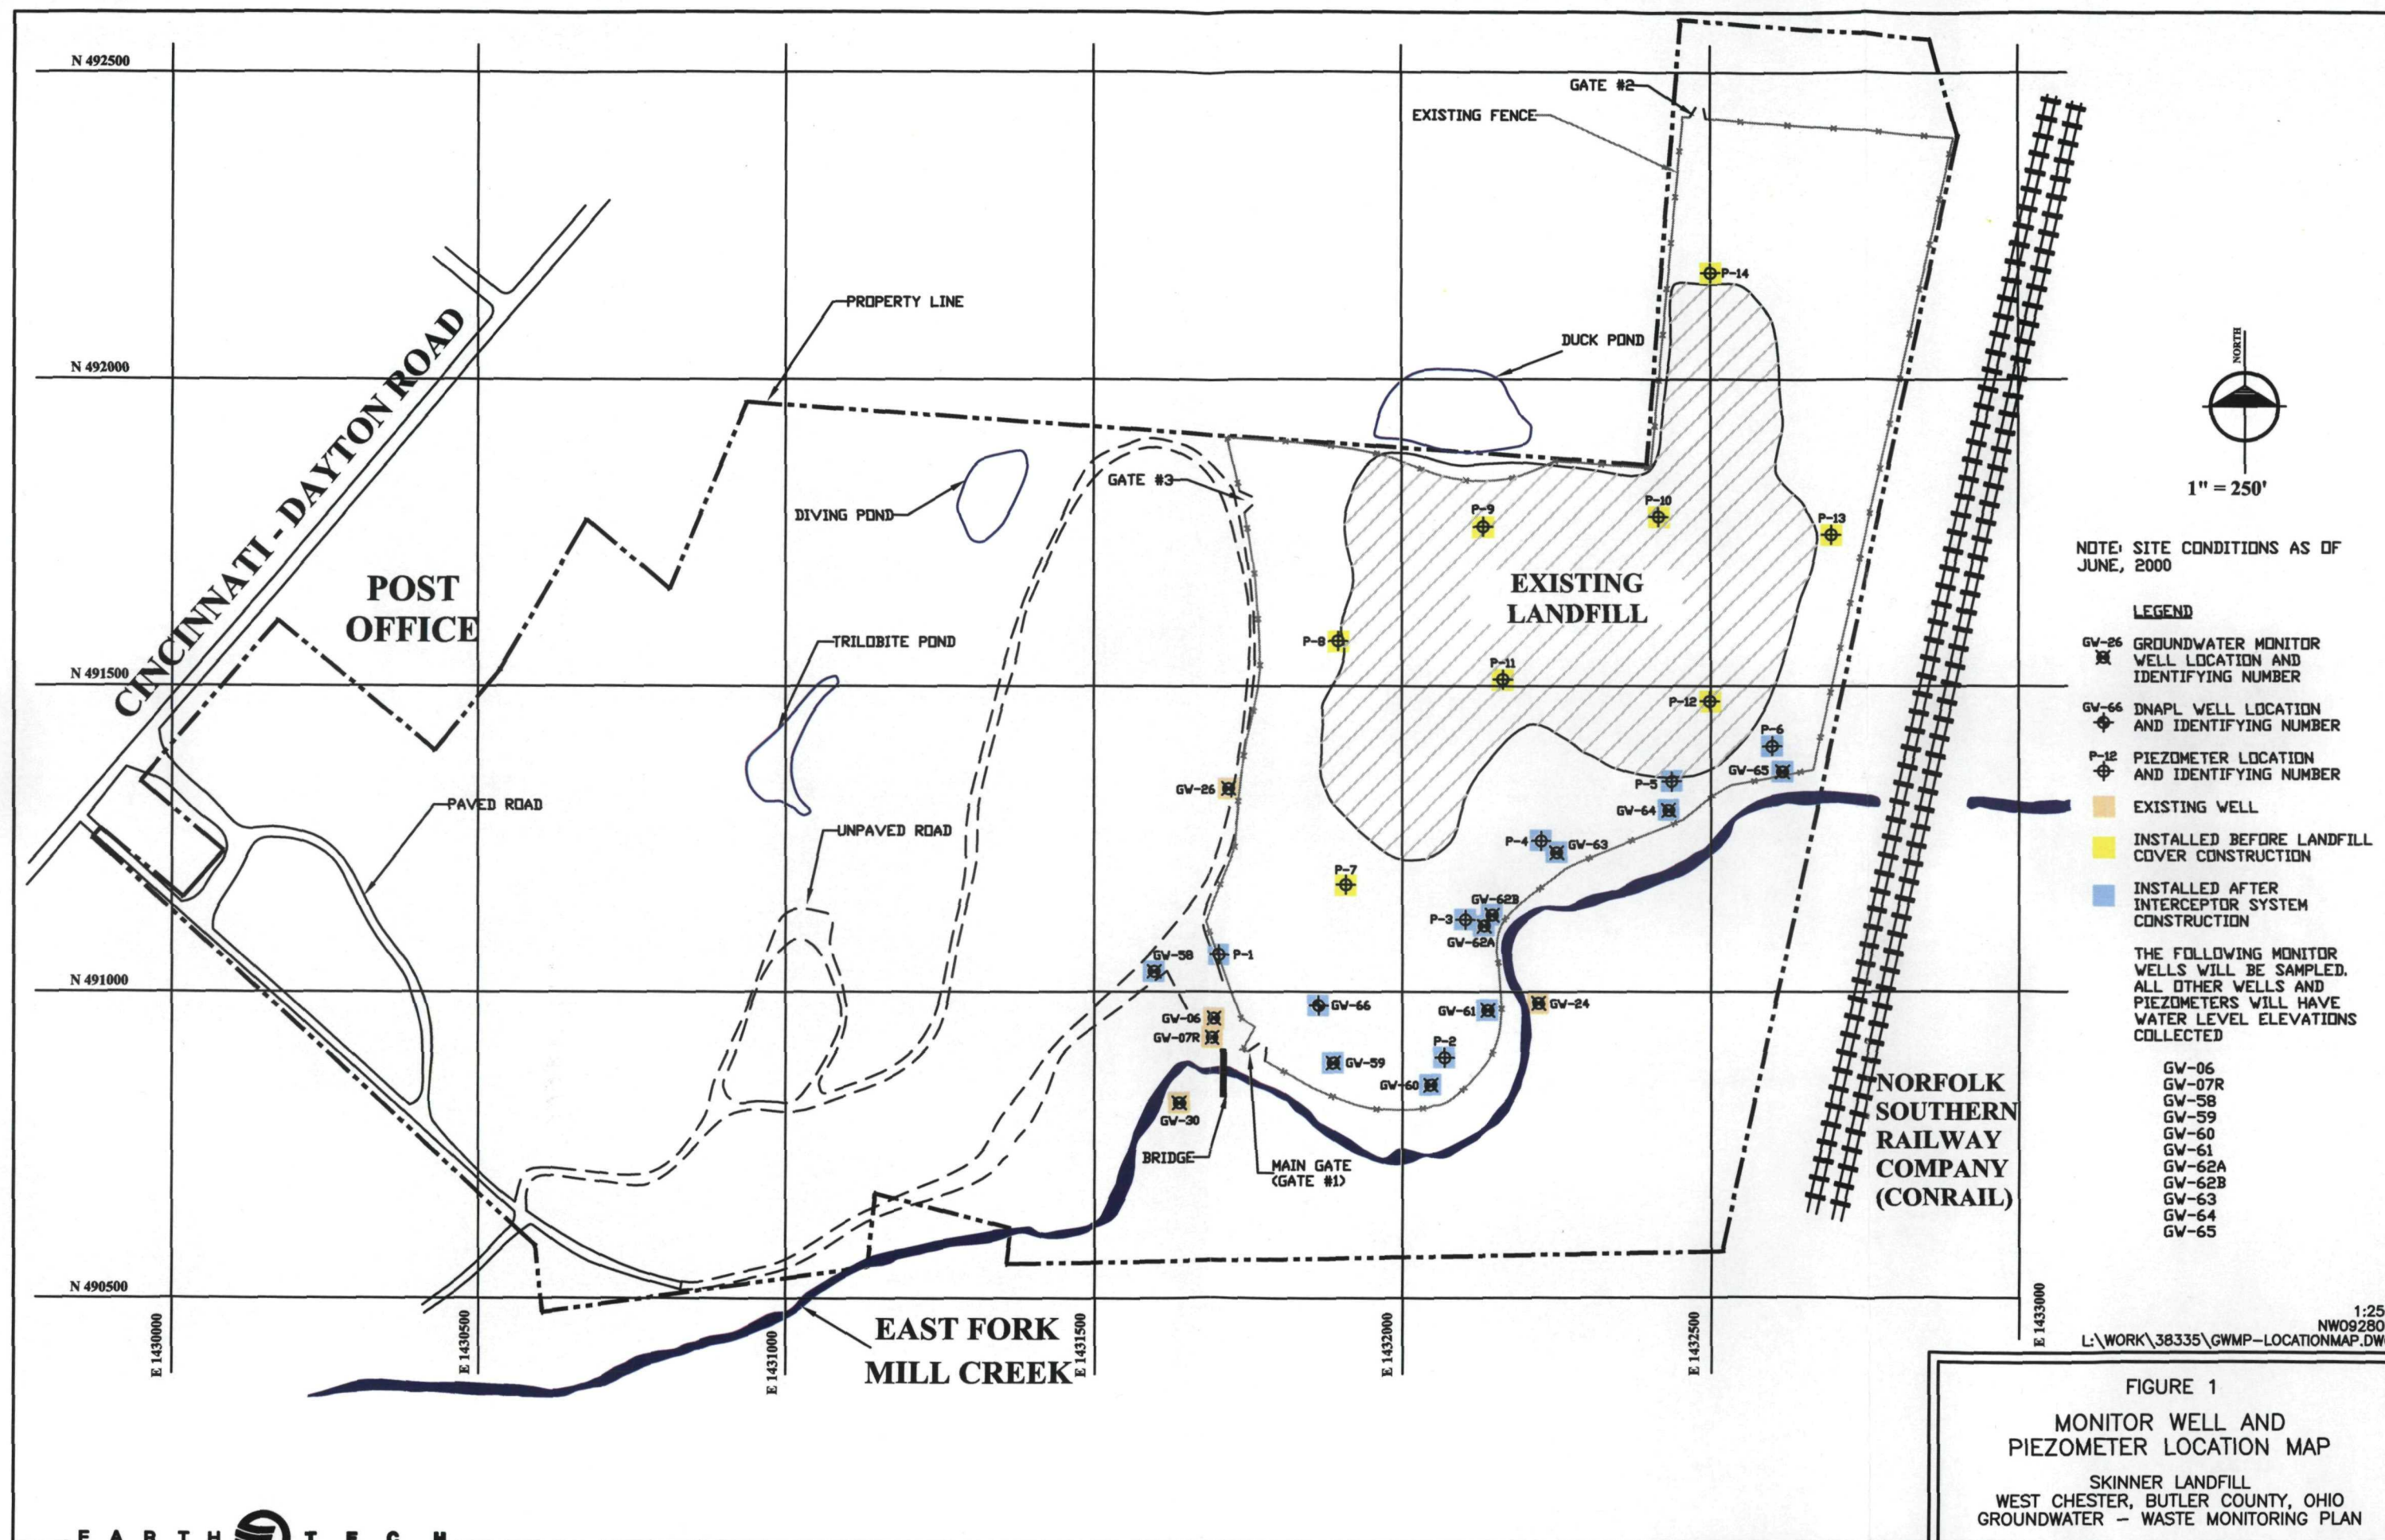 N 492500
GATE #2
EXISTING FENCE
P-14
PROPERTY LINE
DUCK POND
N 492000
CINCINNATI - DAYTON ROAD
GATE #3
DIVING POND
P-9
P-10
P-13
POST
OFFICE
EXISTING
LANDFILL
TRILOBITE POND
P-8
P-11
N 491500
P-12
P-6
GW-65
P-5
GW-26
GW-64
PAVED ROAD
UNPAVED ROAD
P-4
GW-63
P-7
GW-62B
P-3
GW-62A
P-1
GW-58
N 491000
GW-66
GW-24
GW-61
GW-06
GW-07R
P-2
GW-59
GW-60
GW-30
BRIDGE
MAIN GATE
(GATE #1)
NORFOLK
SOUTHERN
RAILWAY
COMPANY
(CONRAIL)
N 490500
E 1430000
E 1430500
E 1431000
E 1431500
E 1432000
E 1432500
E 1433000
EAST FORK
MILL CREEK
NORTH
1" = 250'
NOTE: SITE CONDITIONS AS OF
JUNE, 2000
LEGEND
GW-26 GROUNDWATER MONITOR
WELL LOCATION AND
IDENTIFYING NUMBER
GW-66 DNAPL WELL LOCATION
AND IDENTIFYING NUMBER
P-12 PIEZOMETER LOCATION
AND IDENTIFYING NUMBER
EXISTING WELL
INSTALLED BEFORE LANDFILL
COVER CONSTRUCTION
INSTALLED AFTER
INTERCEPTOR SYSTEM
CONSTRUCTION
THE FOLLOWING MONITOR
WELLS WILL BE SAMPLED.
ALL OTHER WELLS AND
PIEZOMETERS WILL HAVE
WATER LEVEL ELEVATIONS
COLLECTED
GW-06
GW-07R
GW-58
GW-59
GW-60
GW-61
GW-62A
GW-62B
GW-63
GW-64
GW-65
1:25
NW09280
L:\WORK\38335\GWMP-LOCATIONMAP.DW
FIGURE 1
MONITOR WELL AND
PIEZOMETER LOCATION MAP
SKINNER LANDFILL
WEST CHESTER, BUTLER COUNTY, OHIO
GROUNDWATER - WASTE MONITORING PLAN
EARTH TECH